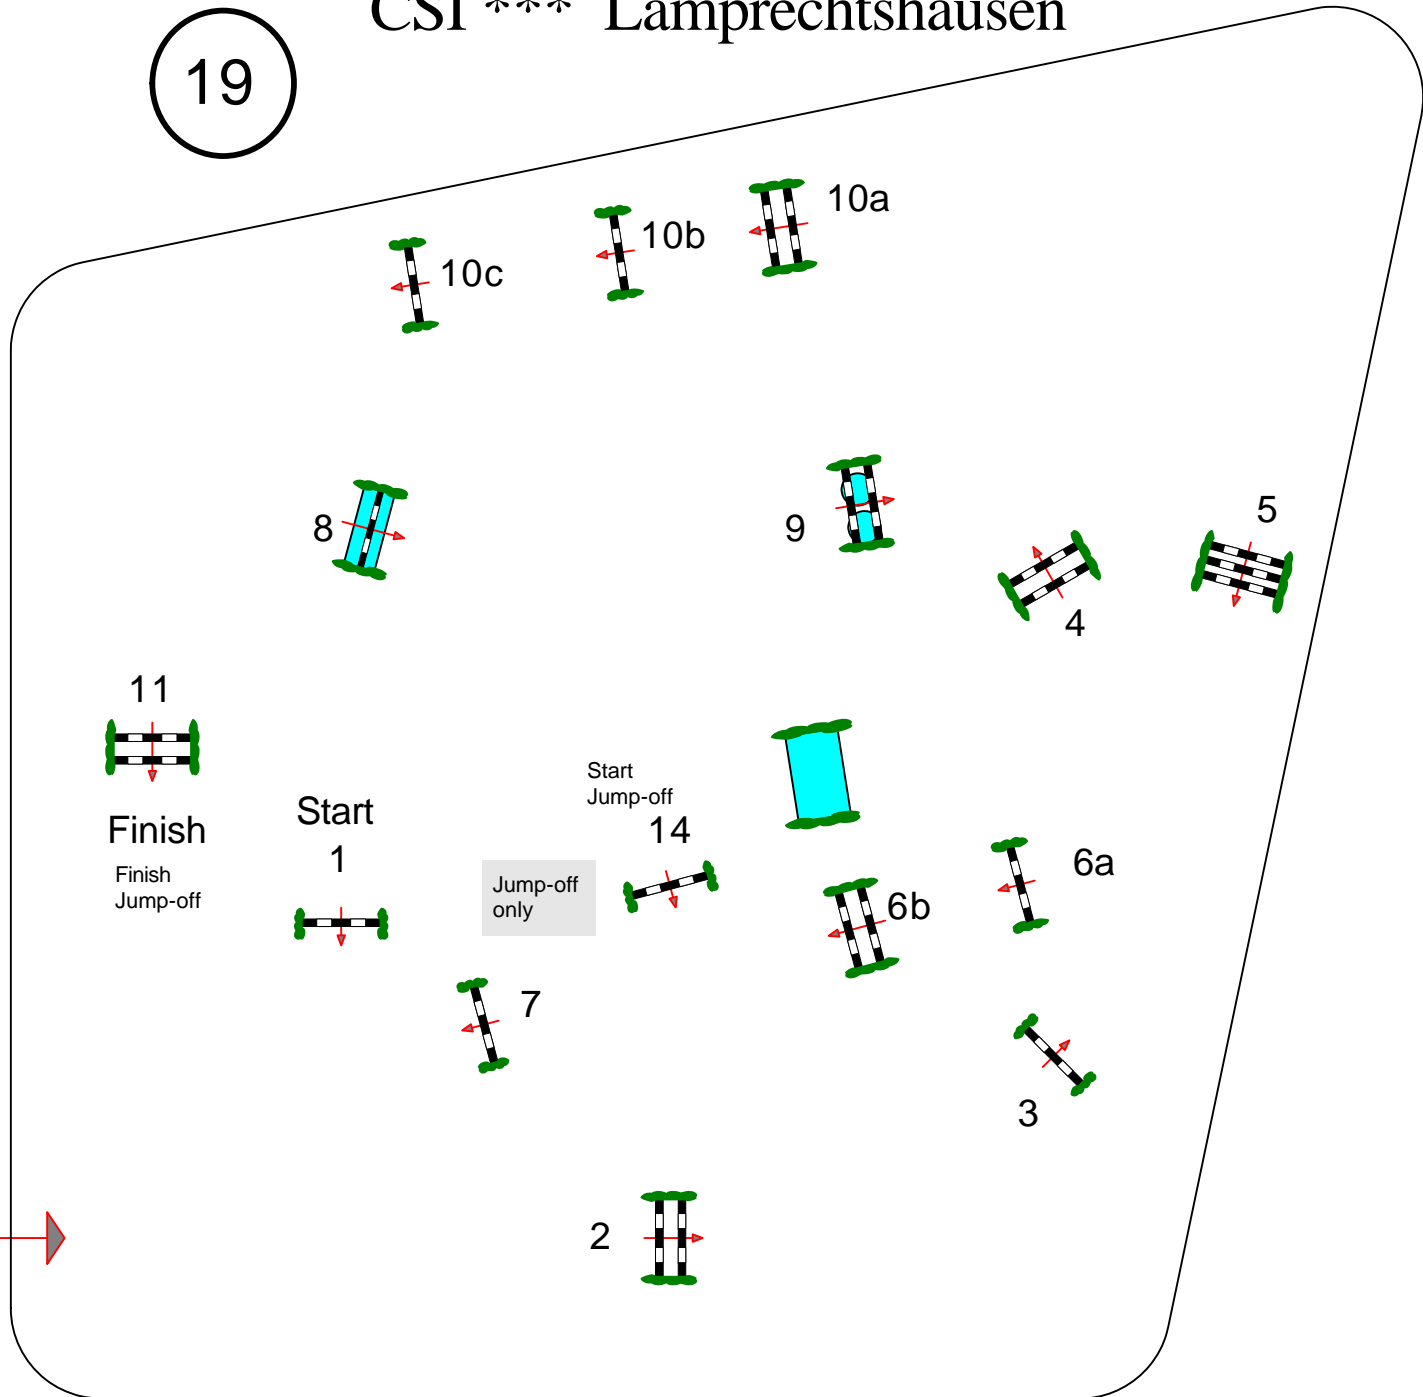 CSI *** Lamprechtshausen
19
10a
10b
10c
5
8
9
4
11
Start
Jump-off
Finish
Start
14
1
Finish
Jump-off
Jump-off
only
6a
6b
7
3
2